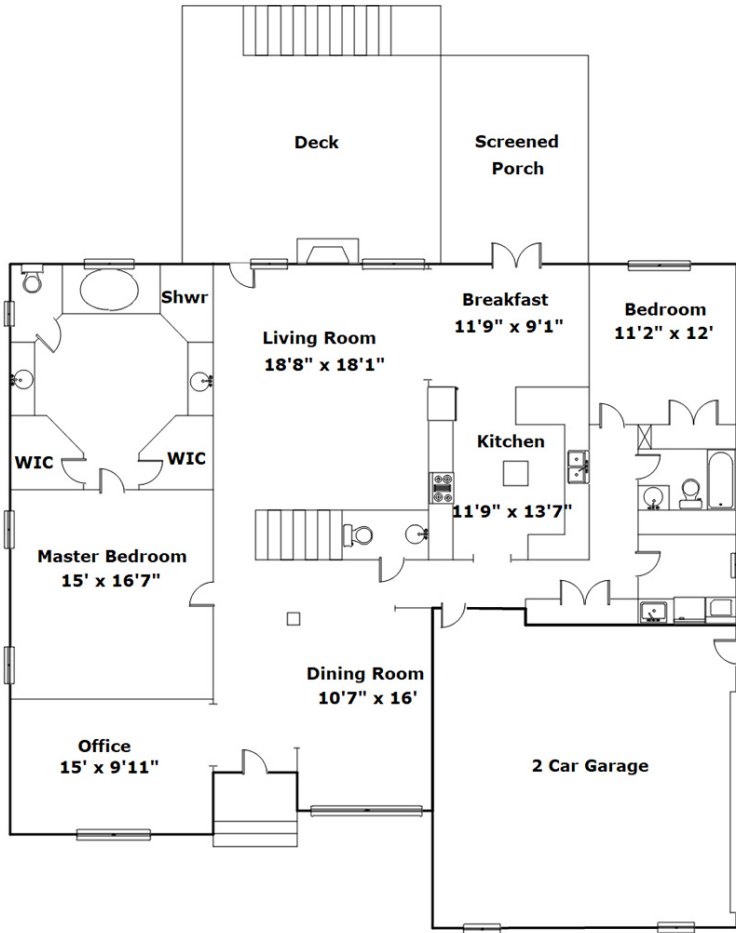 Deck
Screened
Porch
Shwr
Living Room
18'8" x 18'1"
Breakfast
11'9" x 9'1"
Bedroom
11'2" x 12'
WIC
WIC
Kitchen
11'9" x 13'7"
Master Bedroom
15' x 16'7"
Dining Room
10'7" x 16'
Office
15' x 9'11"
2 Car Garage